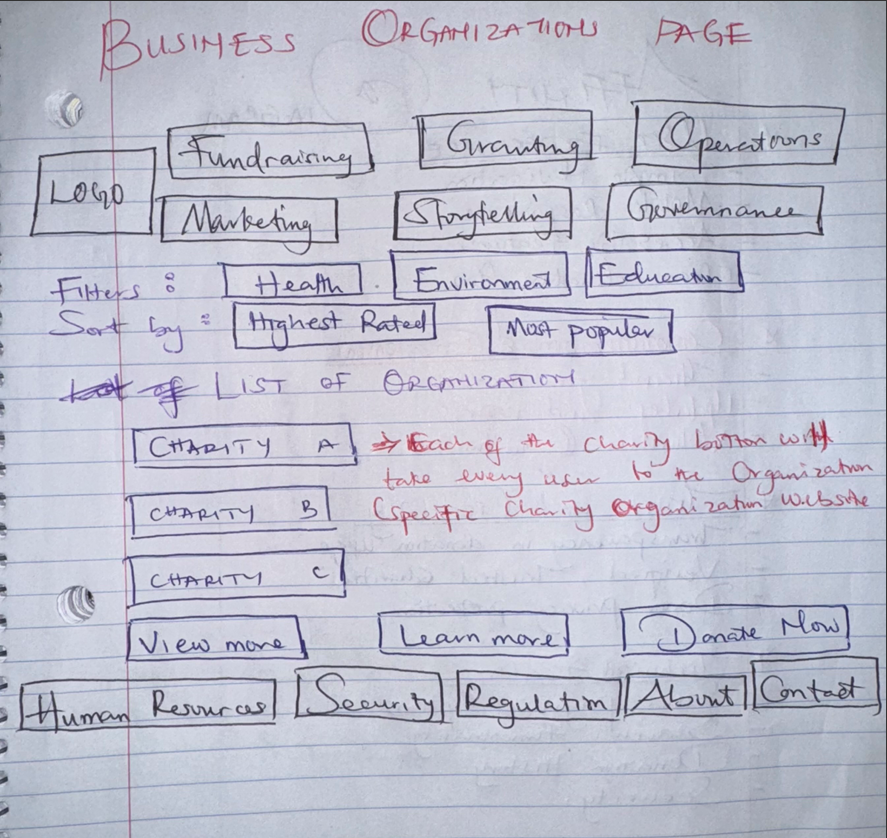 BUSINESS ORGANIZATIONS PAGE
Fundraising Granting Operations
LOGO
Marketing Storytelling Governnance
Filters : Health . Environment Education
Sort by : Highest Rated Most popular
List of LIST OF ORGANIZATION
CHARITY A → Each of the Charity button will
take every user to the Organization
CHARITY B (specific Charity Organization website
CHARITY C
View more Learn more Donate Now
Human Resources Security Regulation About Contact